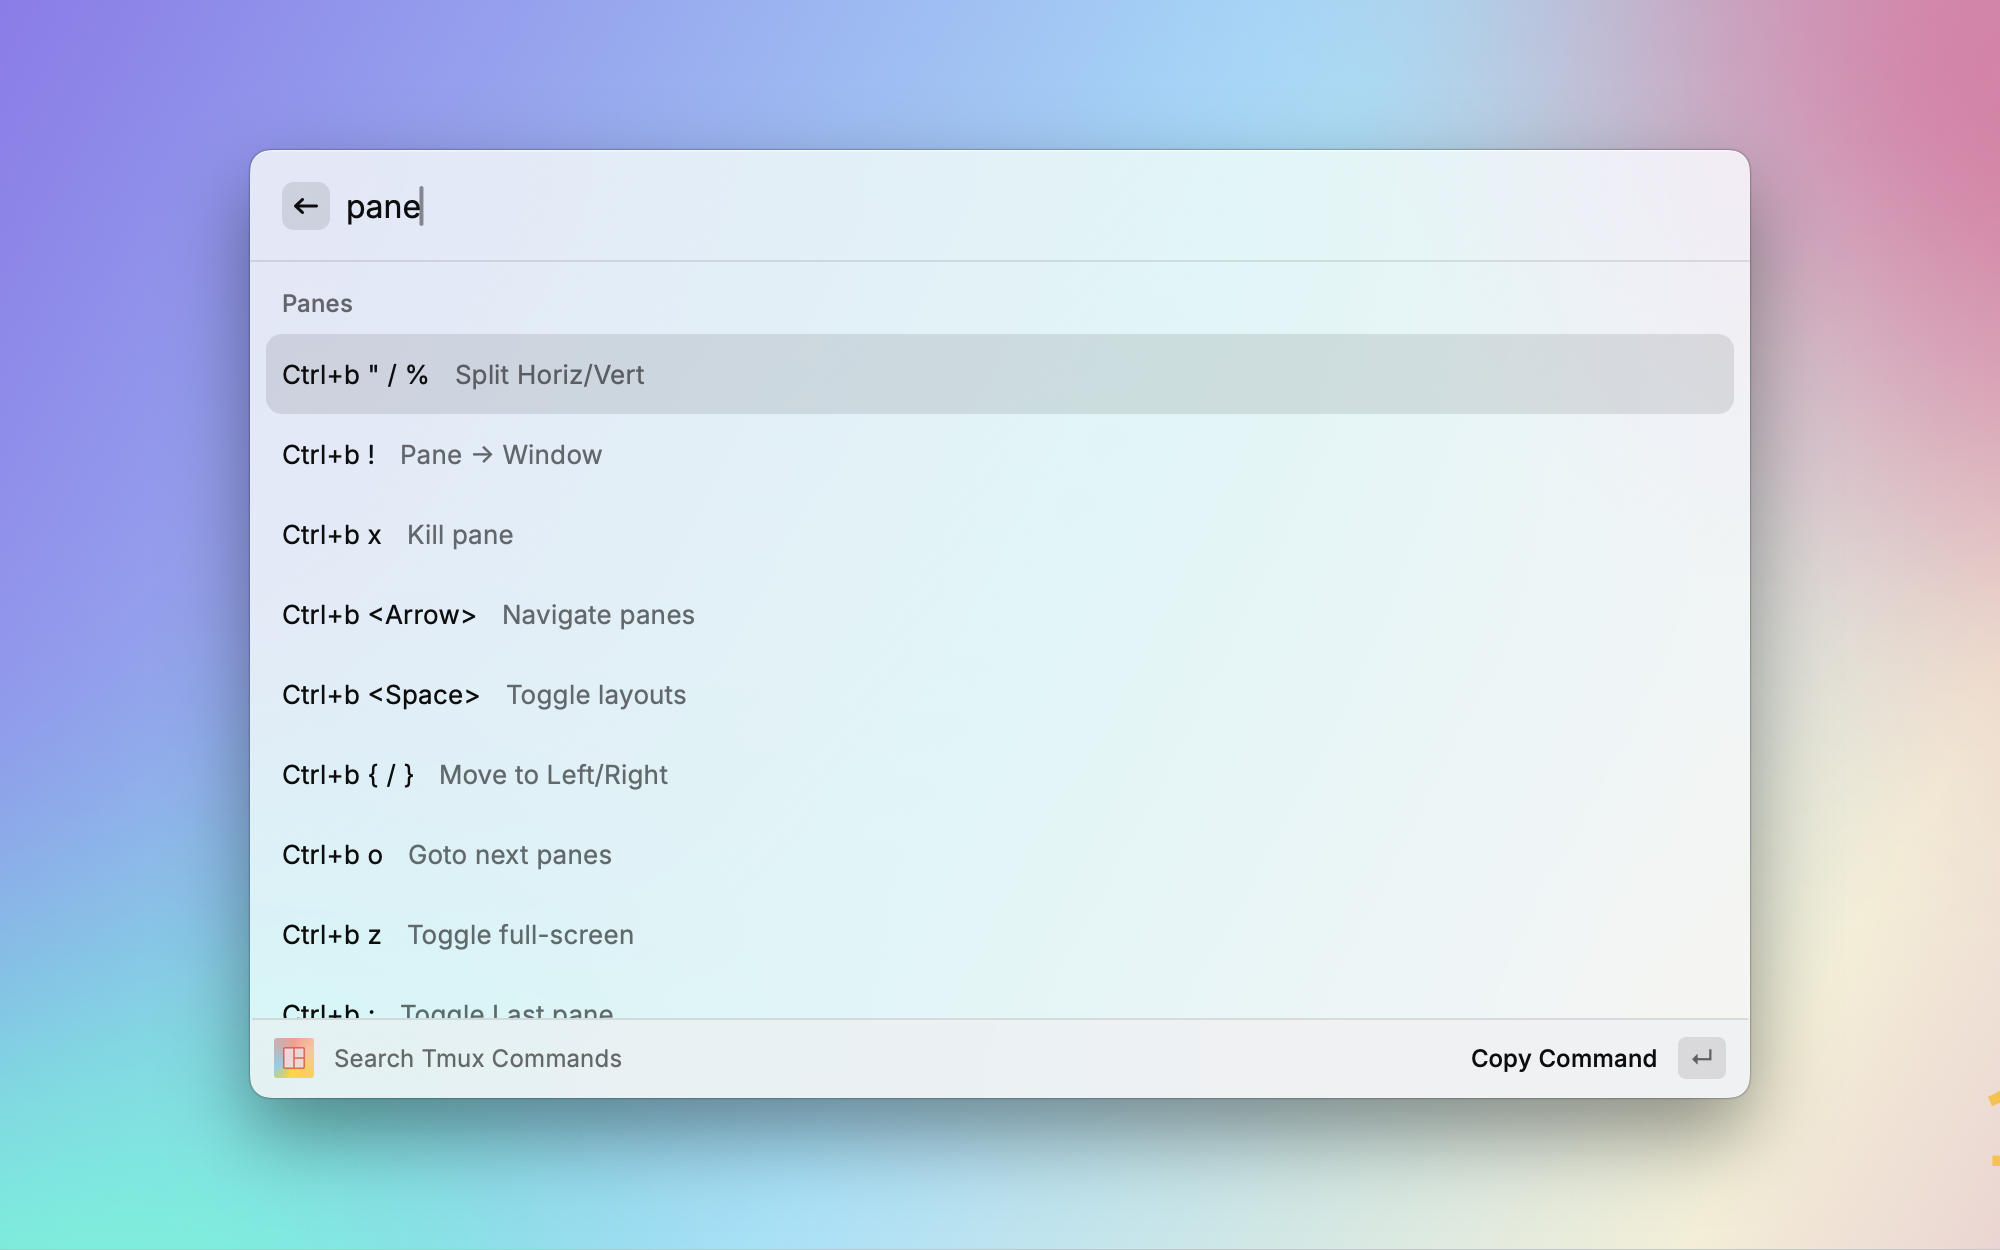 pane
Panes
Ctrl+b " / % Split Horiz/Vert
Ctrl+b ! Pane → Window
Ctrl+b x Kill pane
Ctrl+b <Arrow> Navigate panes
Ctrl+b <Space> Toggle layouts
Ctrl+b { / } Move to Left/Right
Ctrl+b o Goto next panes
Ctrl+b z Toggle full-screen
Ctrl+b Toggle Last pane
Search Tmux Commands Copy Command